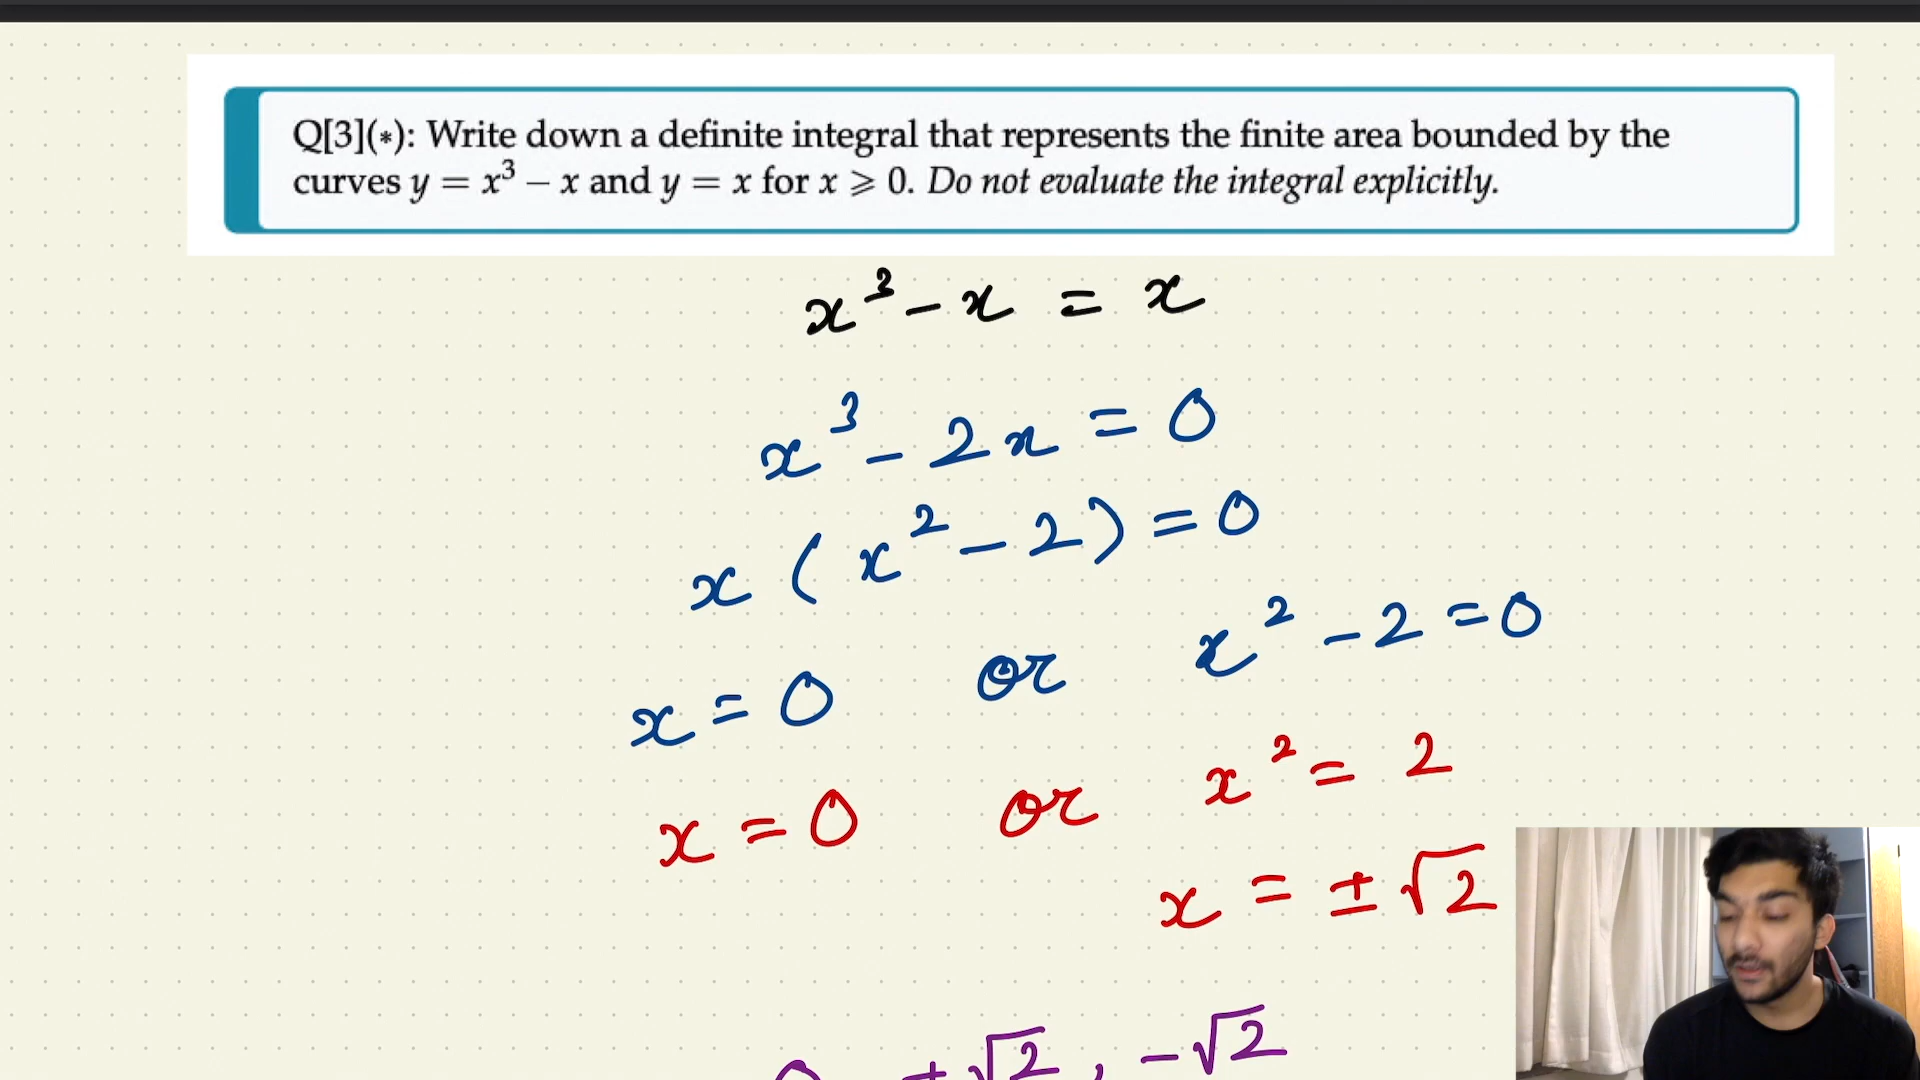 Q[3](*): Write down a definite integral that represents the finite area bounded by the
curves y = x³ − x and y = x for x ⩾ 0. Do not evaluate the integral explicitly.
x³ − x = x
x³ − 2x = 0
x (x² − 2) = 0
x = 0 or x² − 2 = 0
x = 0 or x² = 2
x = ±√2
√2 , −√2